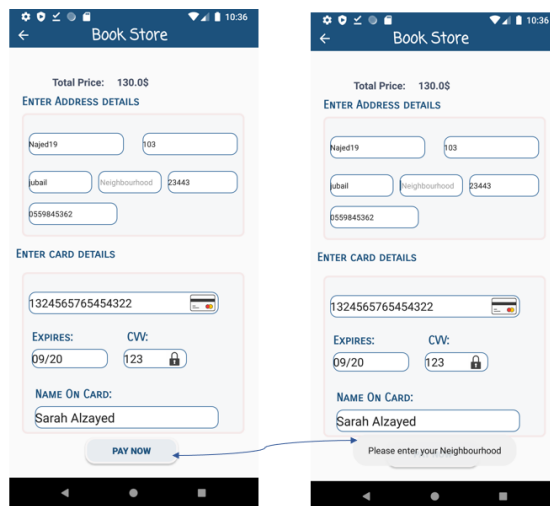 10:36
Book Store
Total Price: 130.0$
ENTER ADDRESS DETAILS
Najed19 103
jubail Neighbourhood 23443
0559845362
ENTER CARD DETAILS
1324565765454322
EXPIRES: CVV:
09/20 123
NAME ON CARD:
Sarah Alzayed
PAY NOW
10:36
Book Store
Total Price: 130.0$
ENTER ADDRESS DETAILS
Najed19 103
jubail Neighbourhood 23443
0559845362
ENTER CARD DETAILS
1324565765454322
EXPIRES: CVV:
09/20 123
NAME ON CARD:
Sarah Alzayed
Please enter your Neighbourhood